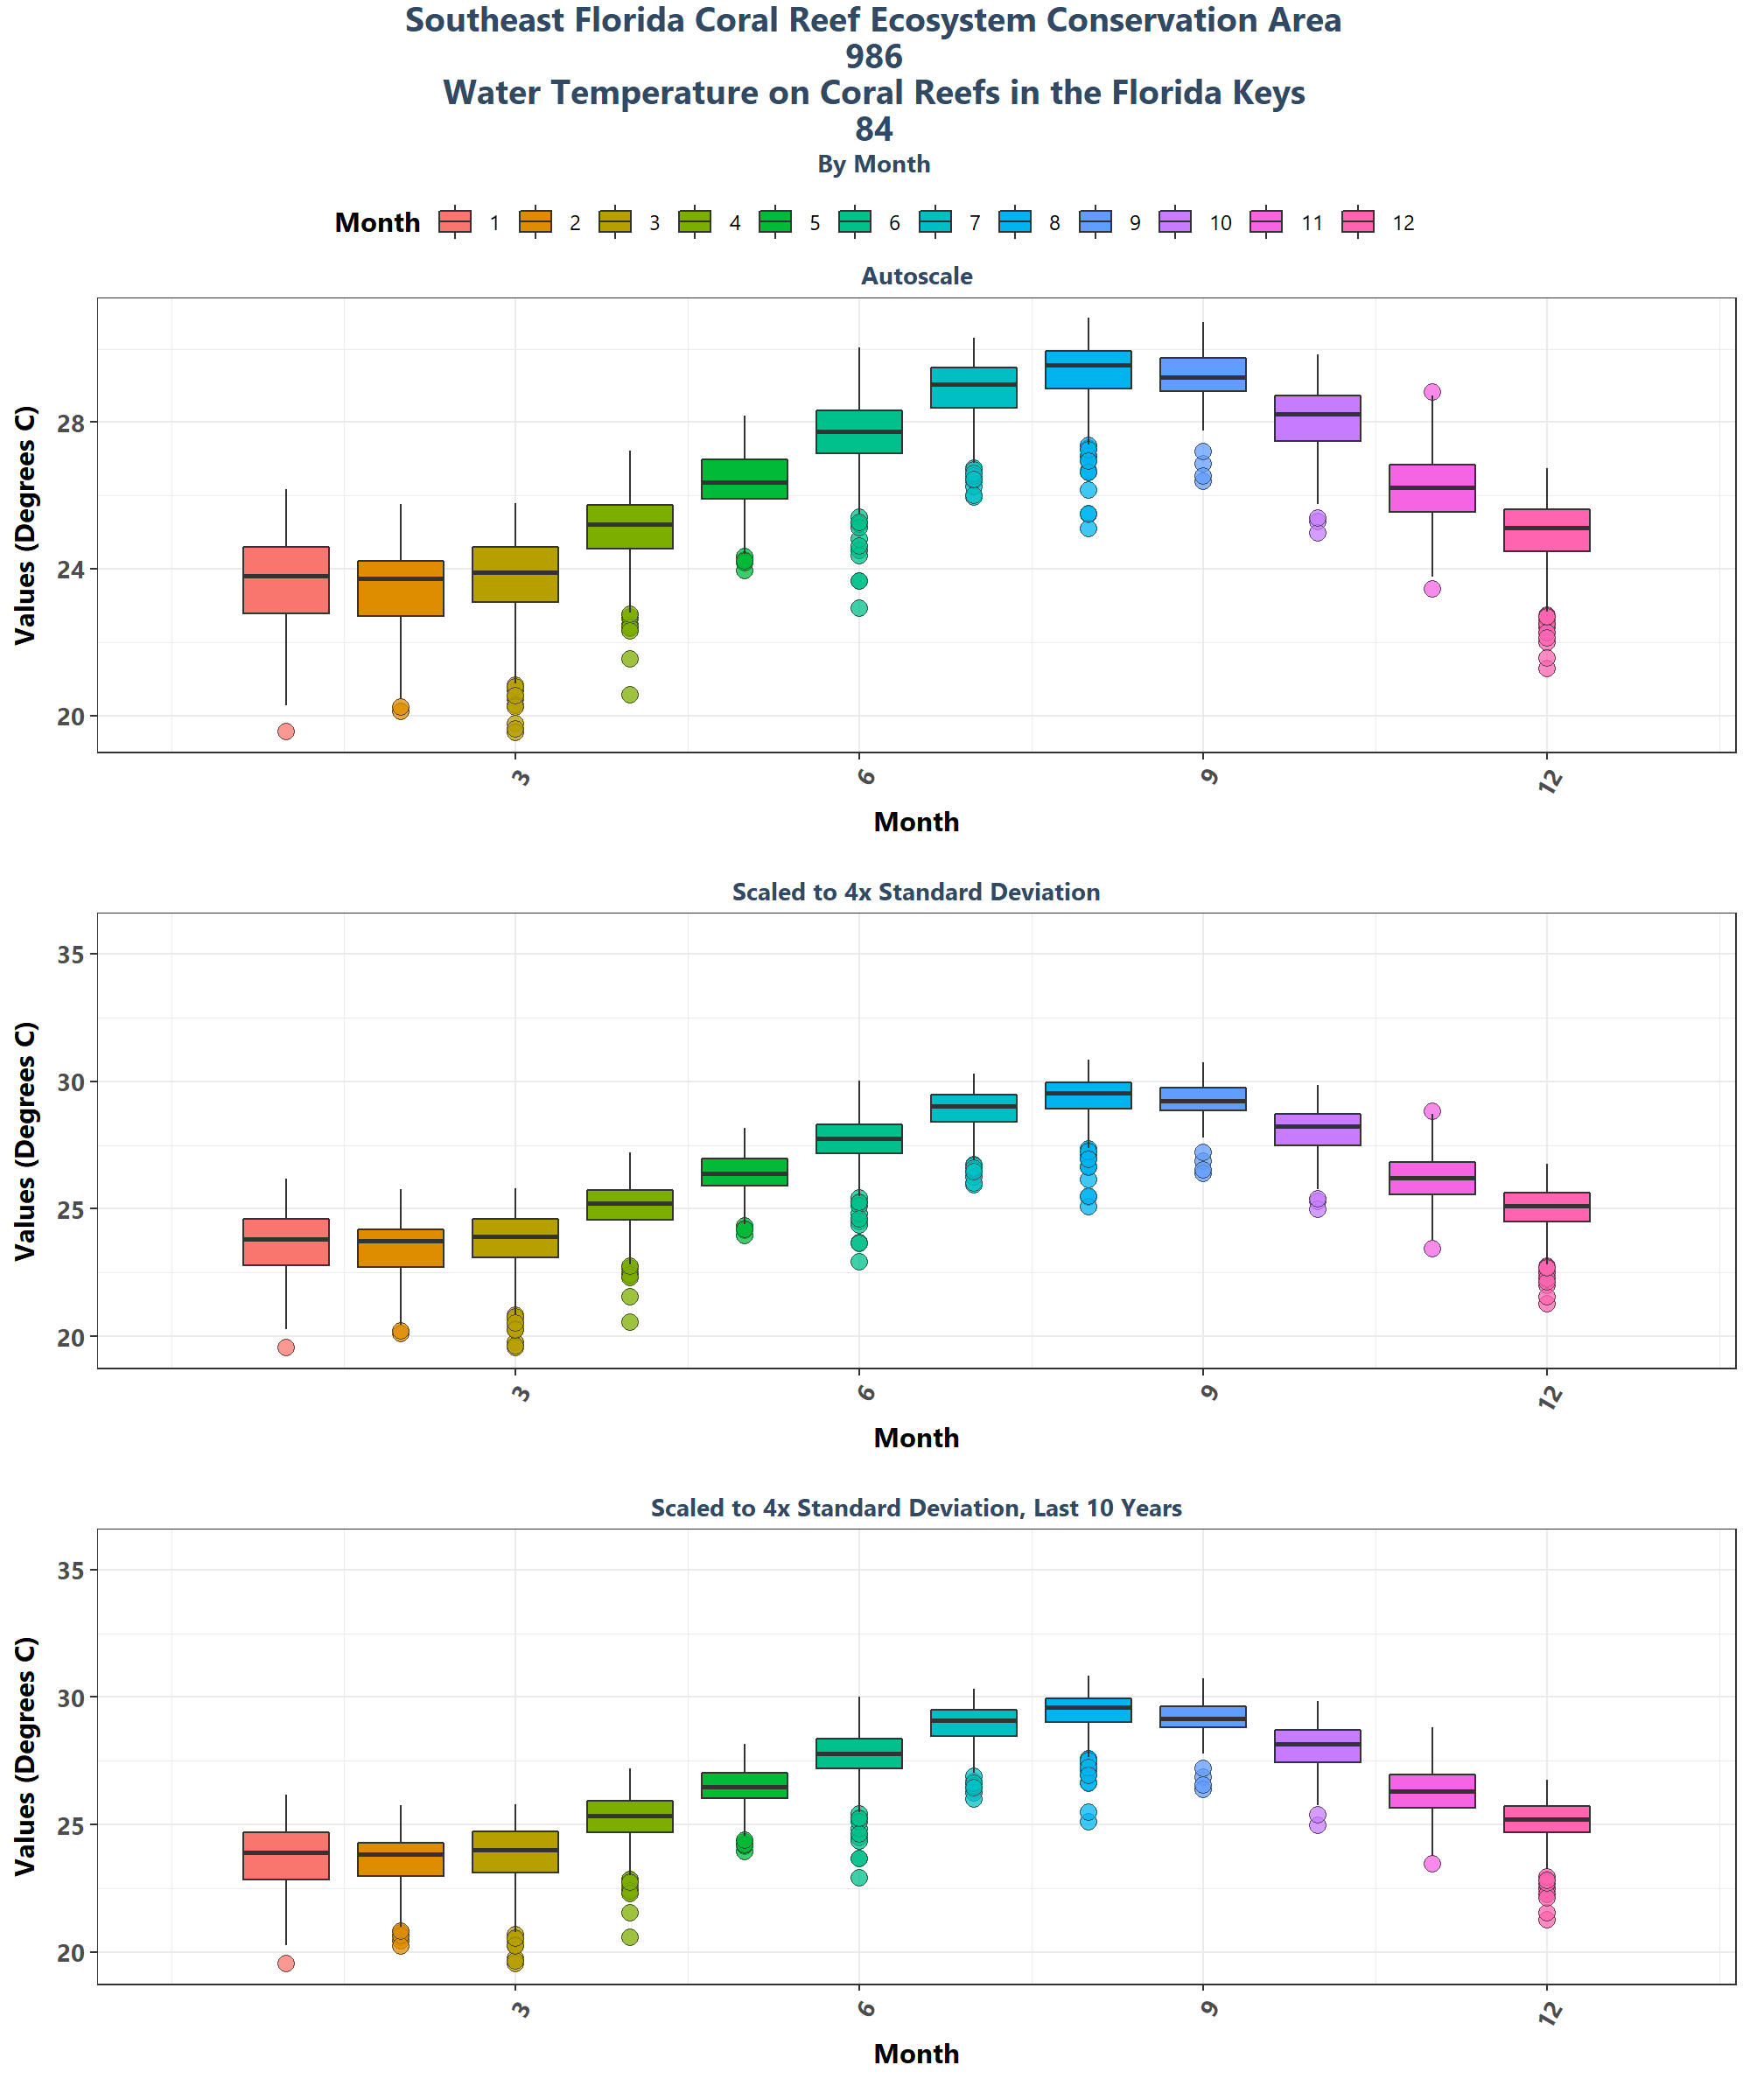 Southeast Florida Coral Reef Ecosystem Conservation Area
986
Water Temperature on Coral Reefs in the Florida Keys
84
By Month
Month 1 2 3 4 5 6 7 8 9 10 11 12
Autoscale
Values (Degrees C)
28
24
20
3 6 9 12
Month
Scaled to 4x Standard Deviation
Values (Degrees C)
35
30
25
20
3 6 9 12
Month
Scaled to 4x Standard Deviation, Last 10 Years
Values (Degrees C)
35
30
25
20
3 6 9 12
Month